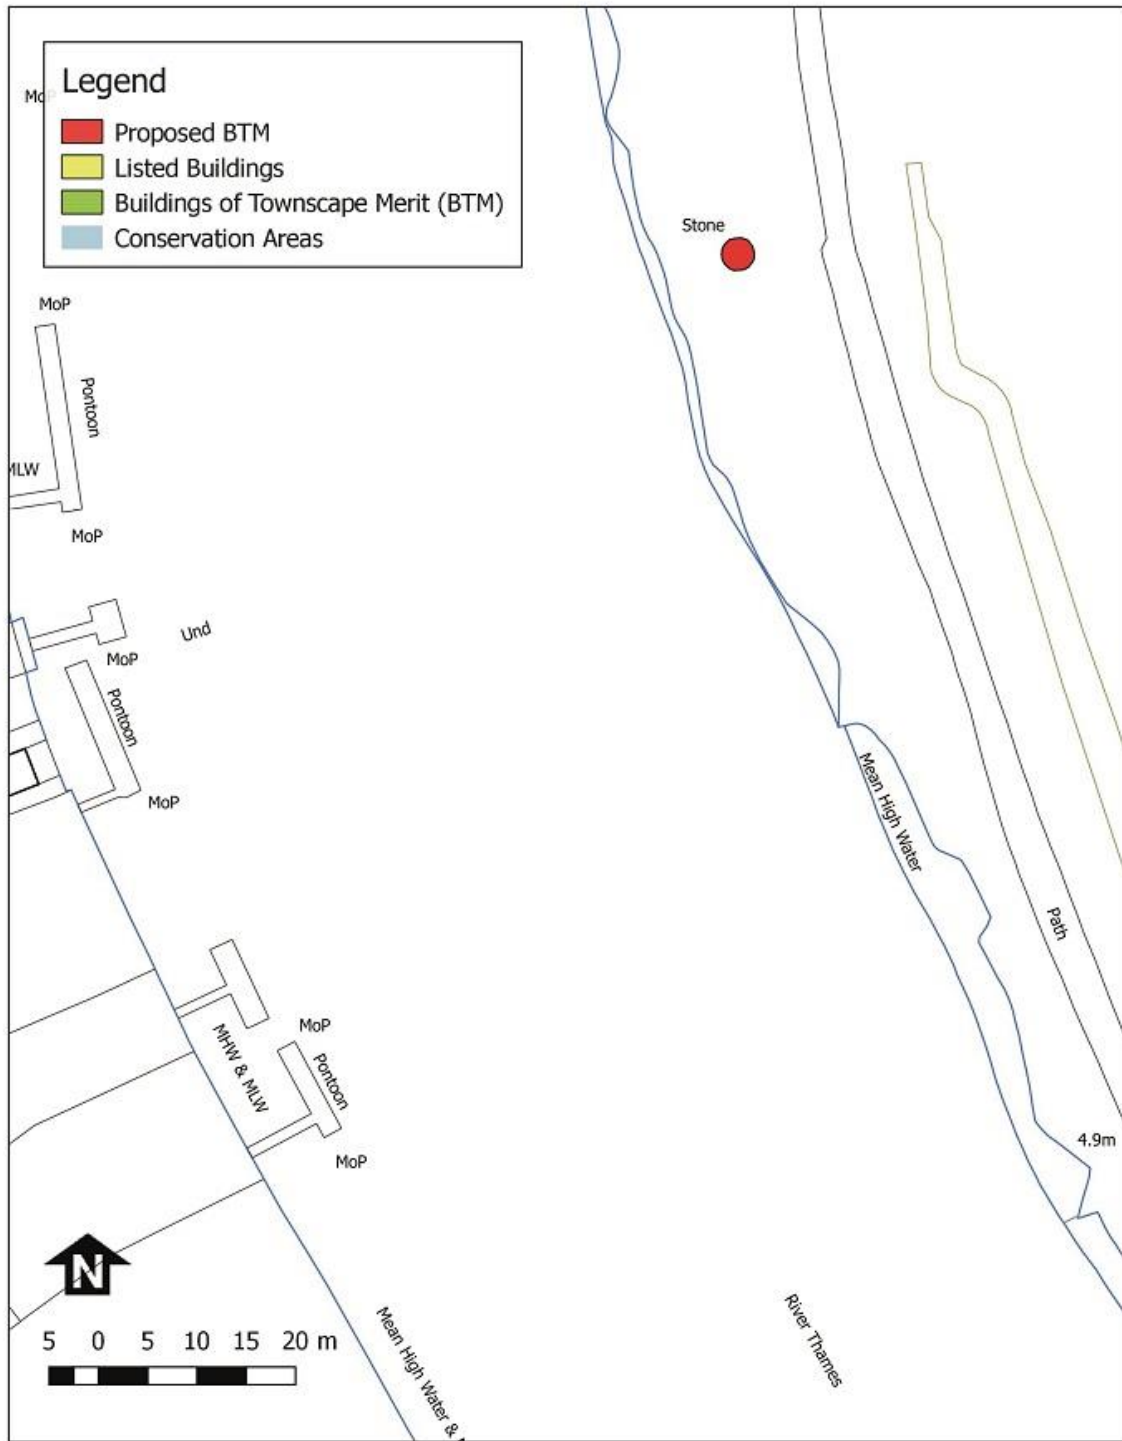 Legend
MoP
Proposed BTM
Listed Buildings
Buildings of Townscape Merit (BTM)
Conservation Areas
Stone
MoP
Pontoon
MLW
MoP
Und
MoP
Pontoon
MoP
Mean High Water
Path
MoP
MHW & MLW
Pontoon
4.9m
MoP
N
River Thames
Mean High Water &
5 0 5 10 15 20 m